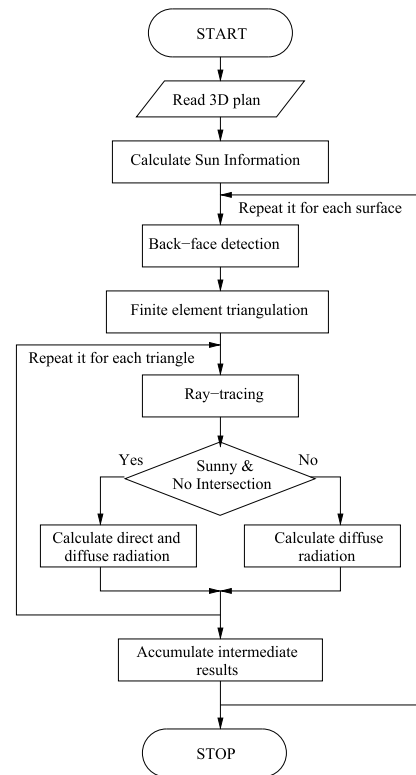 START
Read 3D plan
Calculate Sun Information
Repeat it for each surface
Back−face detection
Finite element triangulation
Repeat it for each triangle
Ray−tracing
Yes
Sunny &
No Intersection
No
Calculate direct and
diffuse radiation
Calculate diffuse
radiation
Accumulate intermediate
results
STOP